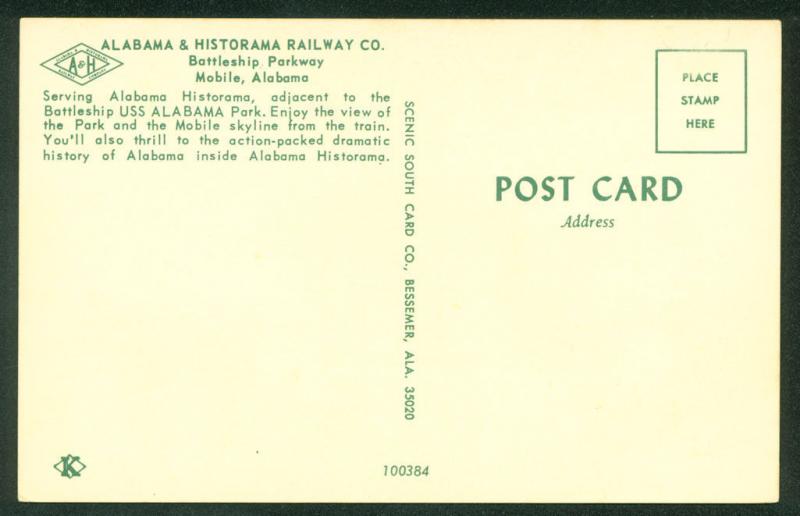 ALABAMA & HISTORAMA RAILWAY CO.
Battleship Parkway
Mobile, Alabama
A&H
Serving Alabama Historama, adjacent to the
Battleship USS ALABAMA Park. Enjoy the view of
the Park and the Mobile skyline from the train.
You'll also thrill to the action-packed dramatic
history of Alabama inside Alabama Historama.
SCENIC SOUTH CARD CO., BESSEMER, ALA. 35020
PLACE
STAMP
HERE
POST CARD
Address
K
100384